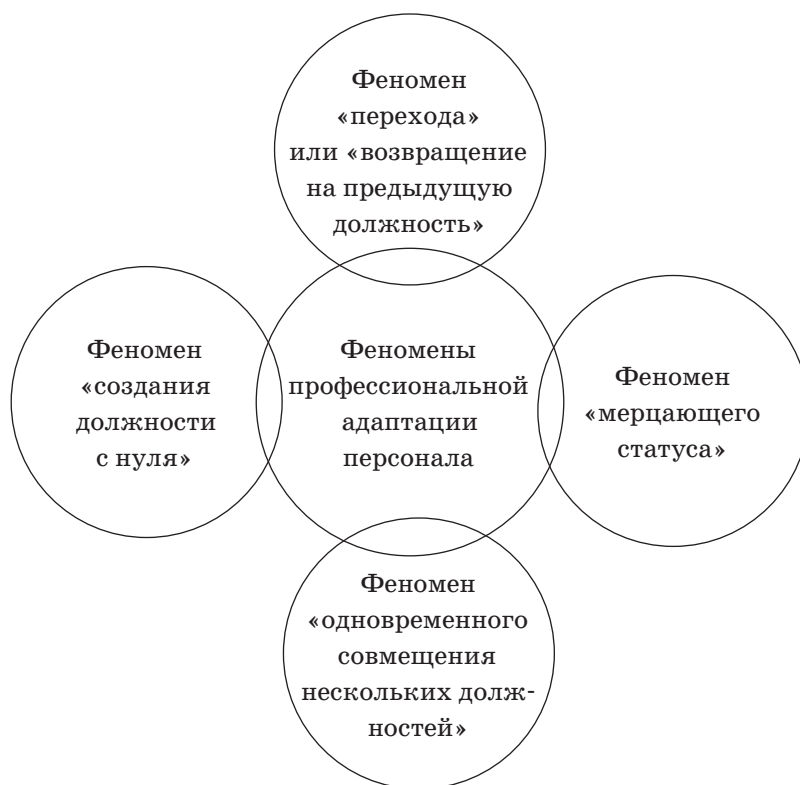 Феномен
«перехода»
или «возвращение
на предыдущую
должность»
Феномен
«создания
должности
с нуля»
Феномены
профессиональной
адаптации
персонала
Феномен
«мерцающего
статуса»
Феномен
«одновременного
совмещения
нескольких долж-
ностей»